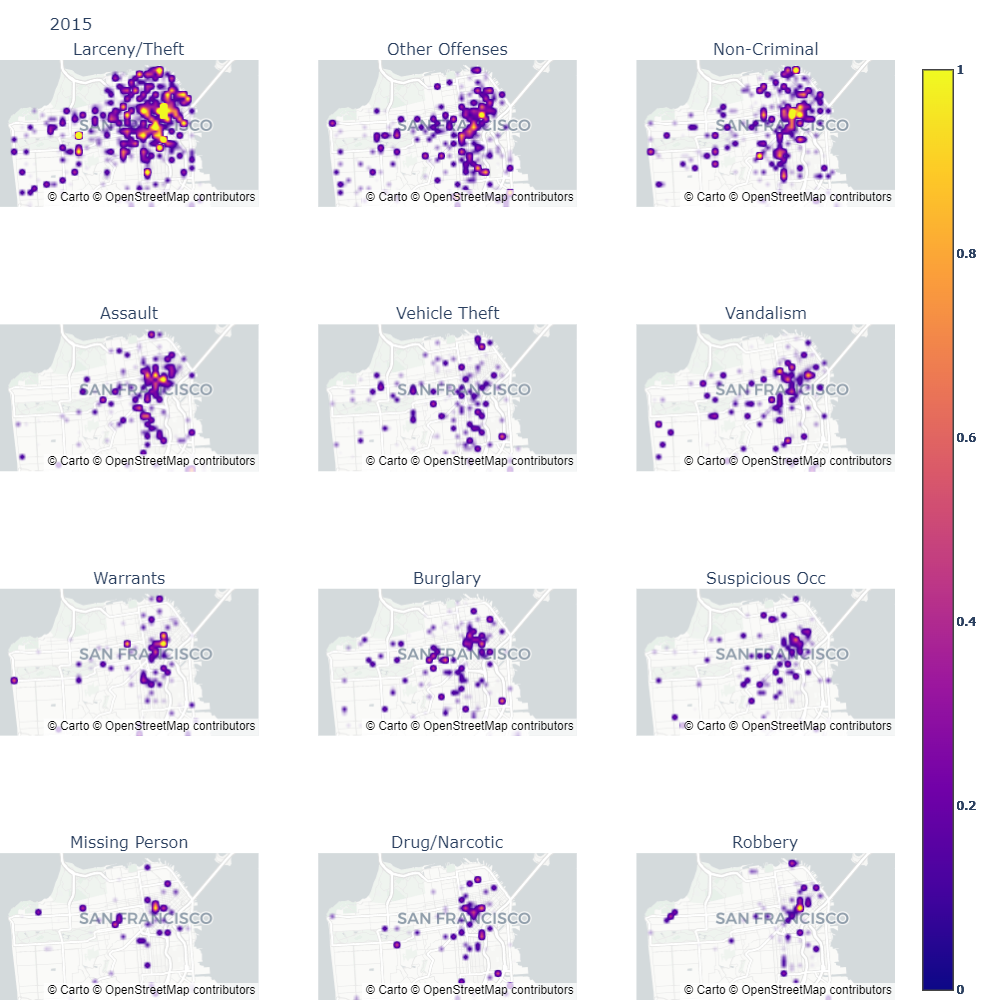 2015
Larceny/Theft
Other Offenses
Non-Criminal
SAN FRANCISCO
SAN FRANCISCO
SAN FRANCISCO
© Carto © OpenStreetMap contributors
© Carto © OpenStreetMap contributors
© Carto © OpenStreetMap contributors
Assault
Vehicle Theft
Vandalism
SAN FRANCISCO
SAN FRANCISCO
SAN FRANCISCO
© Carto © OpenStreetMap contributors
© Carto © OpenStreetMap contributors
© Carto © OpenStreetMap contributors
Warrants
Burglary
Suspicious Occ
SAN FRANCISCO
SAN FRANCISCO
SAN FRANCISCO
© Carto © OpenStreetMap contributors
© Carto © OpenStreetMap contributors
© Carto © OpenStreetMap contributors
Missing Person
Drug/Narcotic
Robbery
SAN FRANCISCO
SAN FRANCISCO
SAN FRANCISCO
© Carto © OpenStreetMap contributors
© Carto © OpenStreetMap contributors
© Carto © OpenStreetMap contributors
1
0.8
0.6
0.4
0.2
0